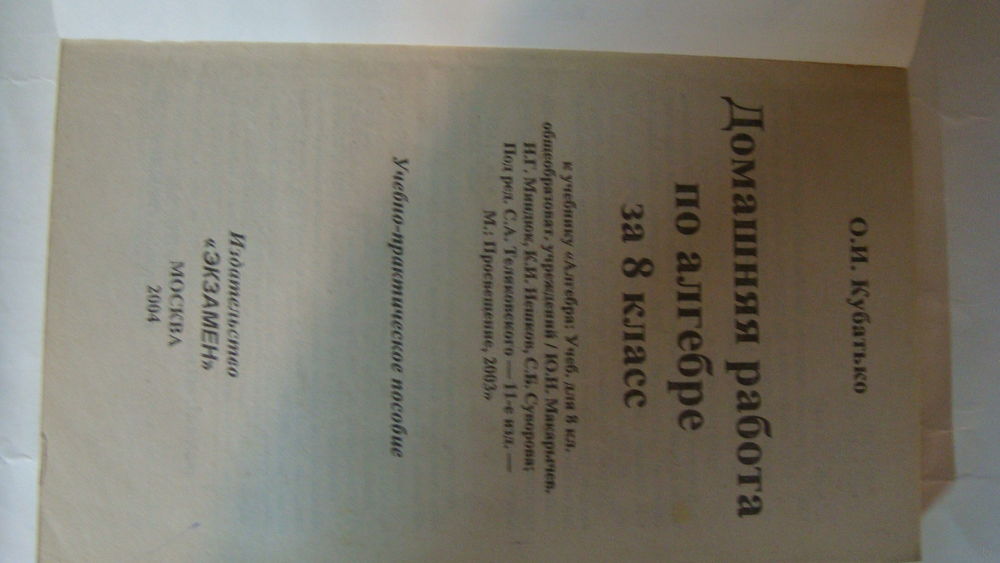 О.И. Кубатько
Домашняя работа
по алгебре
за 8 класс
к учебнику «Алгебра: Учеб. для 8 кл.
общеобразоват. учреждений / Ю.Н. Макарычев,
Н.Г. Миндюк, К.И. Нешков, С.Б. Суворова;
Под ред. С.А. Теляковского — 11-е изд. —
М.: Просвещение, 2003»
Учебно-практическое пособие
Издательство
«ЭКЗАМЕН»
МОСКВА
2004